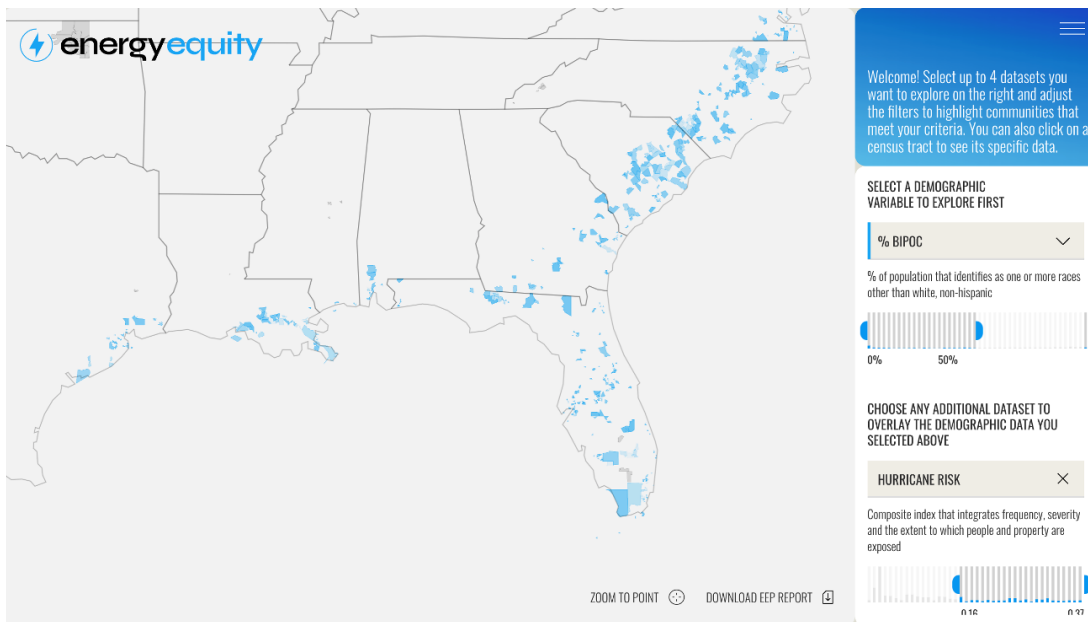 energyequity
Welcome! Select up to 4 datasets you
want to explore on the right and adjust
the filters to highlight communities that
meet your criteria. You can also click on a
census tract to see its specific data.
SELECT A DEMOGRAPHIC
VARIABLE TO EXPLORE FIRST
% BIPOC
% of population that identifies as one or more races
other than white, non-hispanic
0% 50%
CHOOSE ANY ADDITIONAL DATASET TO
OVERLAY THE DEMOGRAPHIC DATA YOU
SELECTED ABOVE
HURRICANE RISK
Composite index that integrates frequency, severity
and the extent to which people and property are
exposed
0.16 0.37
ZOOM TO POINT DOWNLOAD EEP REPORT